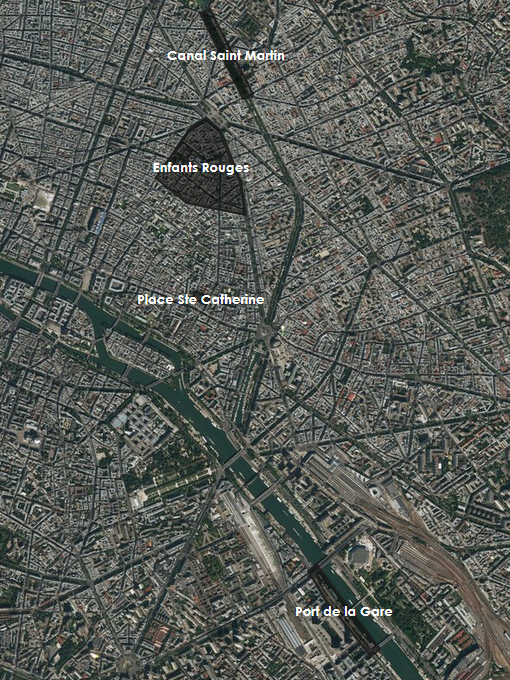 Canal Saint Martin
Enfants Rouges
Place Ste Catherine
Port de la Gare